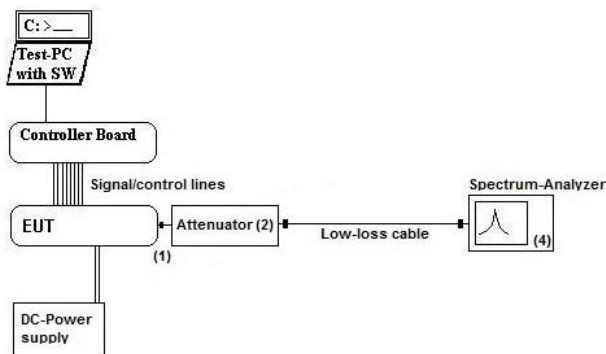 C:>__
Test-PC
with SW
Controller Board
Signal/control lines
Spectrum-Analyzer
EUT
Attenuator (2)
Low-loss cable
(4)
(1)
DC-Power
supply